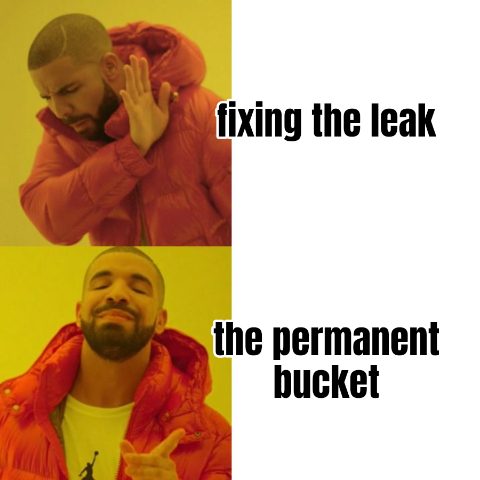 fixing the leak
the permanent
bucket